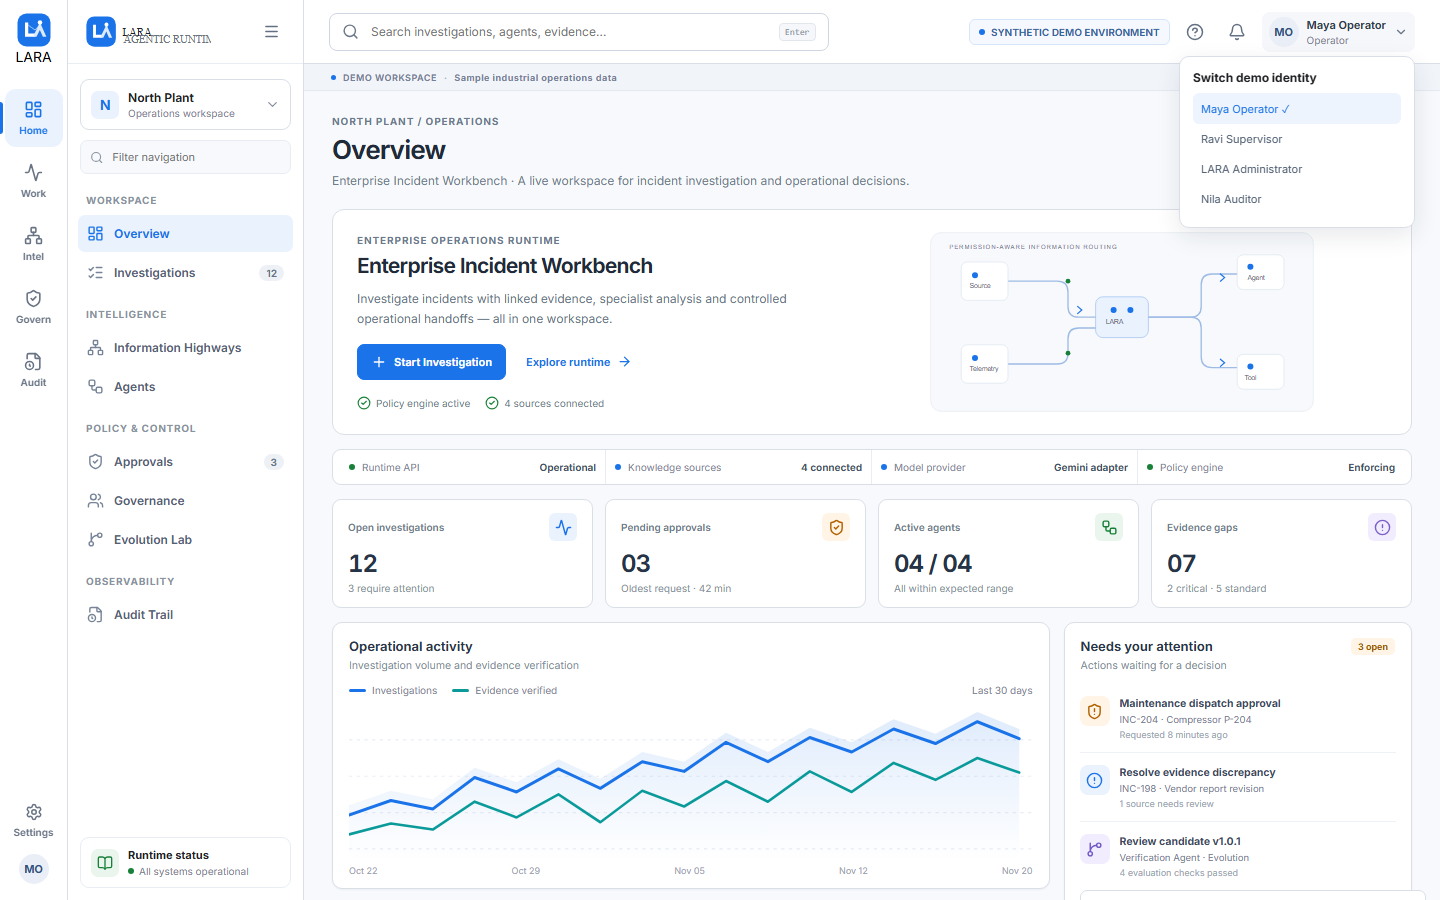 LARA
Home
Work
Intel
Govern
Audit
Settings
MO
LARA
AGENTIC RUNTIM
N
North Plant
Operations workspace
Filter navigation
WORKSPACE
Overview
Investigations 12
INTELLIGENCE
Information Highways
Agents
POLICY & CONTROL
Approvals 3
Governance
Evolution Lab
OBSERVABILITY
Audit Trail
Runtime status
All systems operational
Search investigations, agents, evidence... Enter
SYNTHETIC DEMO ENVIRONMENT
MO
Maya Operator
Operator
Switch demo identity
Maya Operator ✓
Ravi Supervisor
LARA Administrator
Nila Auditor
DEMO WORKSPACE · Sample industrial operations data
NORTH PLANT / OPERATIONS
Overview
Enterprise Incident Workbench · A live workspace for incident investigation and operational decisions.
ENTERPRISE OPERATIONS RUNTIME
Enterprise Incident Workbench
Investigate incidents with linked evidence, specialist analysis and controlled
operational handoffs — all in one workspace.
Start Investigation
Explore runtime
Policy engine active
4 sources connected
PERMISSION-AWARE INFORMATION ROUTING
Source
Telemetry
LARA
Agent
Tool
Runtime API Operational
Knowledge sources 4 connected
Model provider Gemini adapter
Policy engine Enforcing
Open investigations
12
3 require attention
Pending approvals
03
Oldest request · 42 min
Active agents
04 / 04
All within expected range
Evidence gaps
07
2 critical · 5 standard
Operational activity
Investigation volume and evidence verification
Investigations
Evidence verified
Last 30 days
Oct 22
Oct 29
Nov 05
Nov 12
Nov 20
Needs your attention
3 open
Actions waiting for a decision
Maintenance dispatch approval
INC-204 · Compressor P-204
Requested 8 minutes ago
Resolve evidence discrepancy
INC-198 · Vendor report revision
1 source needs review
Review candidate v1.0.1
Verification Agent · Evolution
4 evaluation checks passed